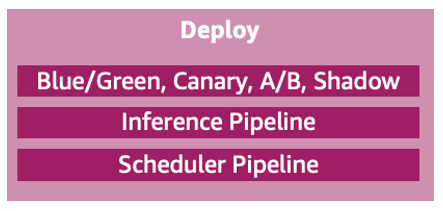 Deploy
Blue/Green, Canary, A/B, Shadow
Inference Pipeline
Scheduler Pipeline